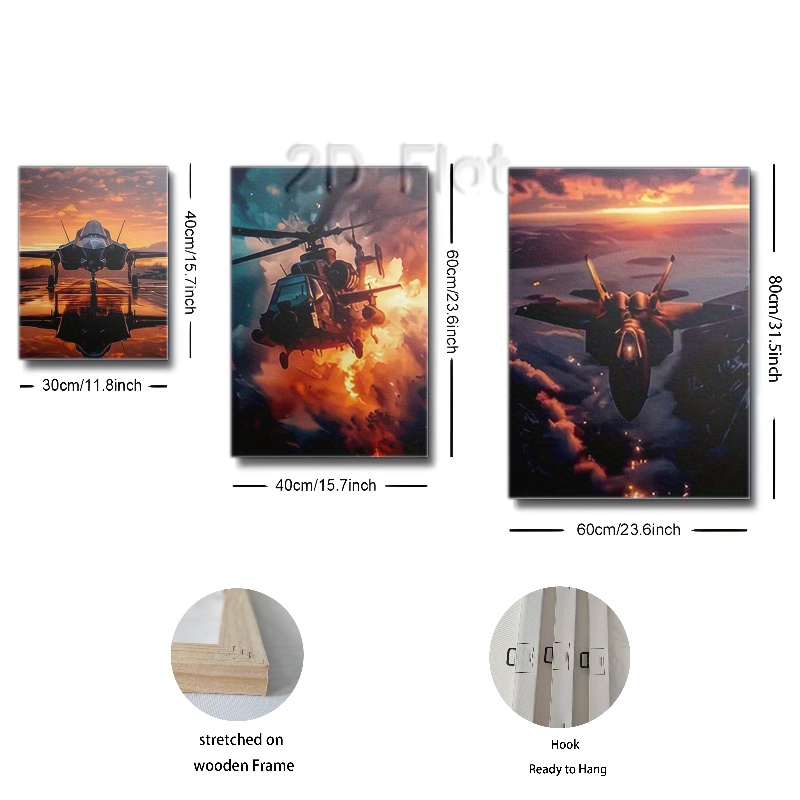 2D Flat
40cm/15.7inch
30cm/11.8inch
60cm/23.6inch
40cm/15.7inch
80cm/31.5inch
60cm/23.6inch
stretched on
wooden Frame
Hook
Ready to Hang